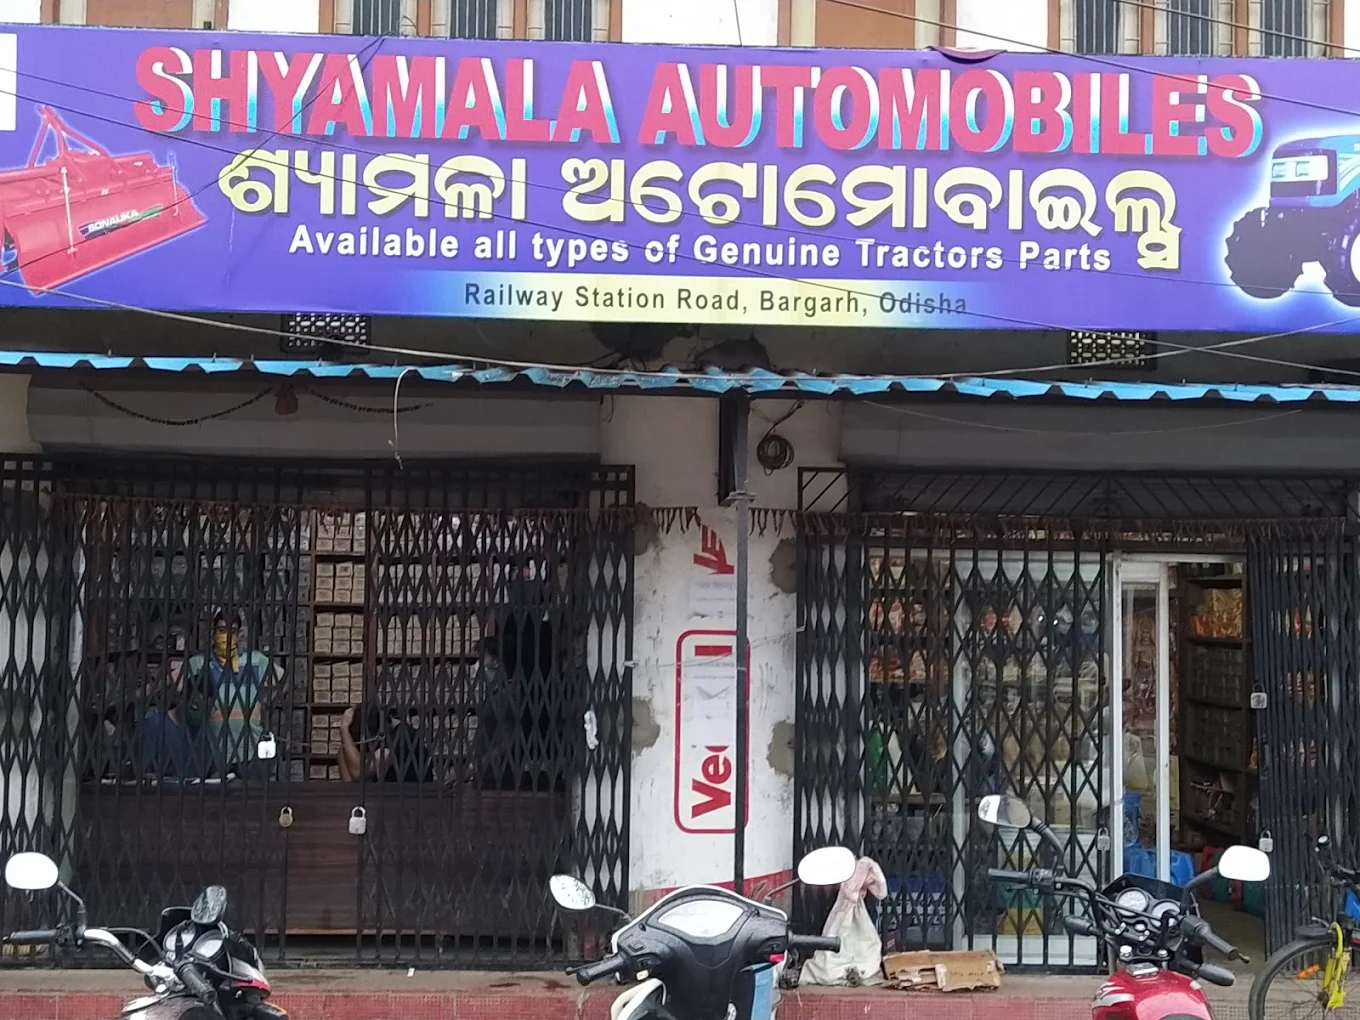 SHYAMALA AUTOMOBILES
ଶ୍ୟାମଳା ଅଟୋମୋବାଇଲ୍ସ
Available all types of Genuine Tractors Parts
Railway Station Road, Bargarh, Odisha
SONALIKA